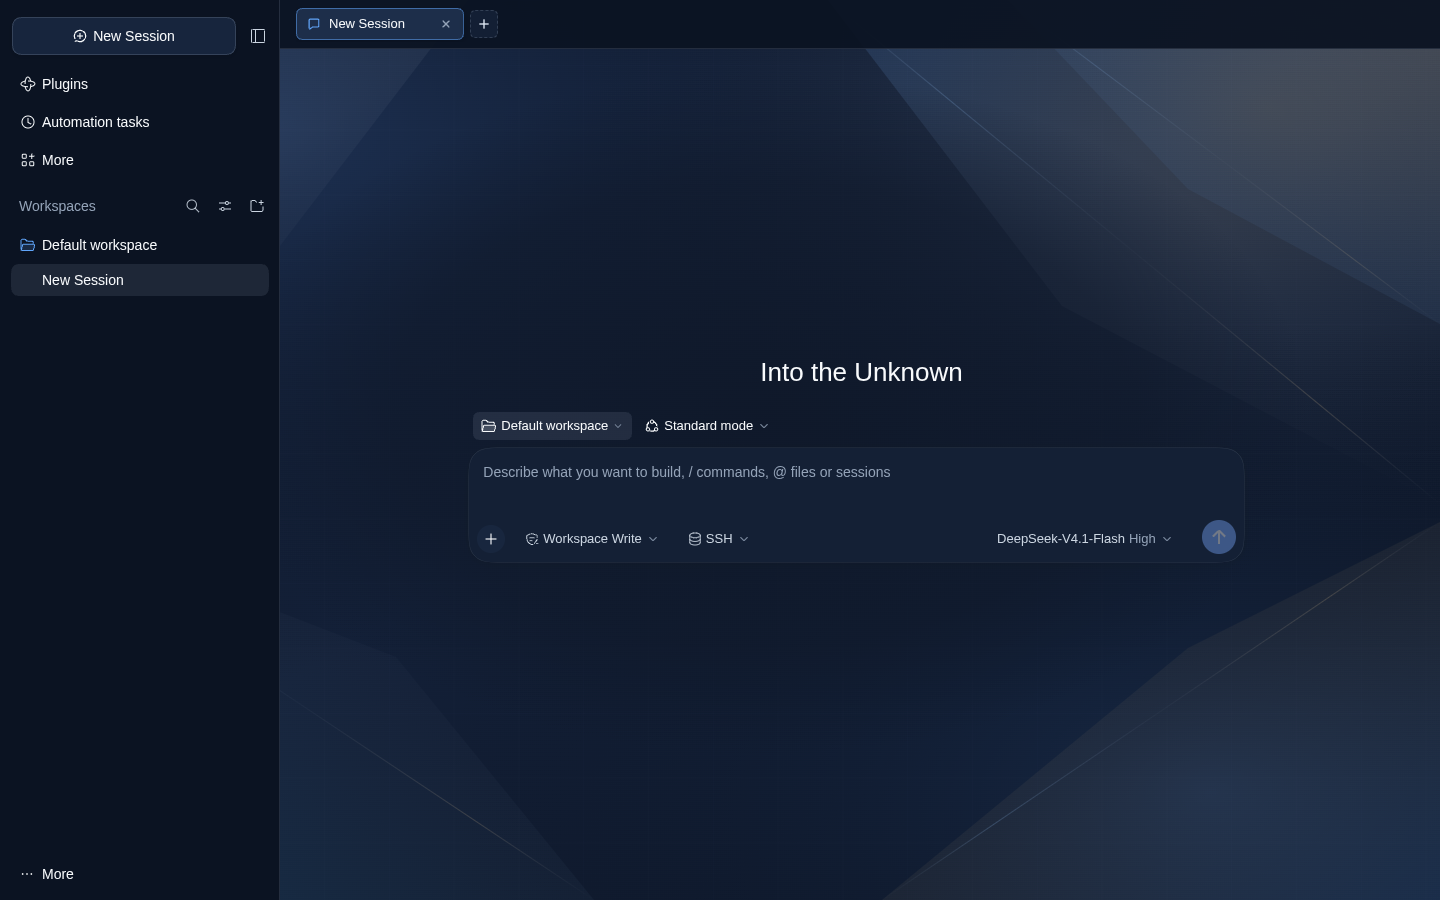 New Session
Plugins
Automation tasks
More
Workspaces
Default workspace
New Session
More
New Session
Into the Unknown
Default workspace
Standard mode
Describe what you want to build, / commands, @ files or sessions
Workspace Write
SSH
DeepSeek-V4.1-Flash High